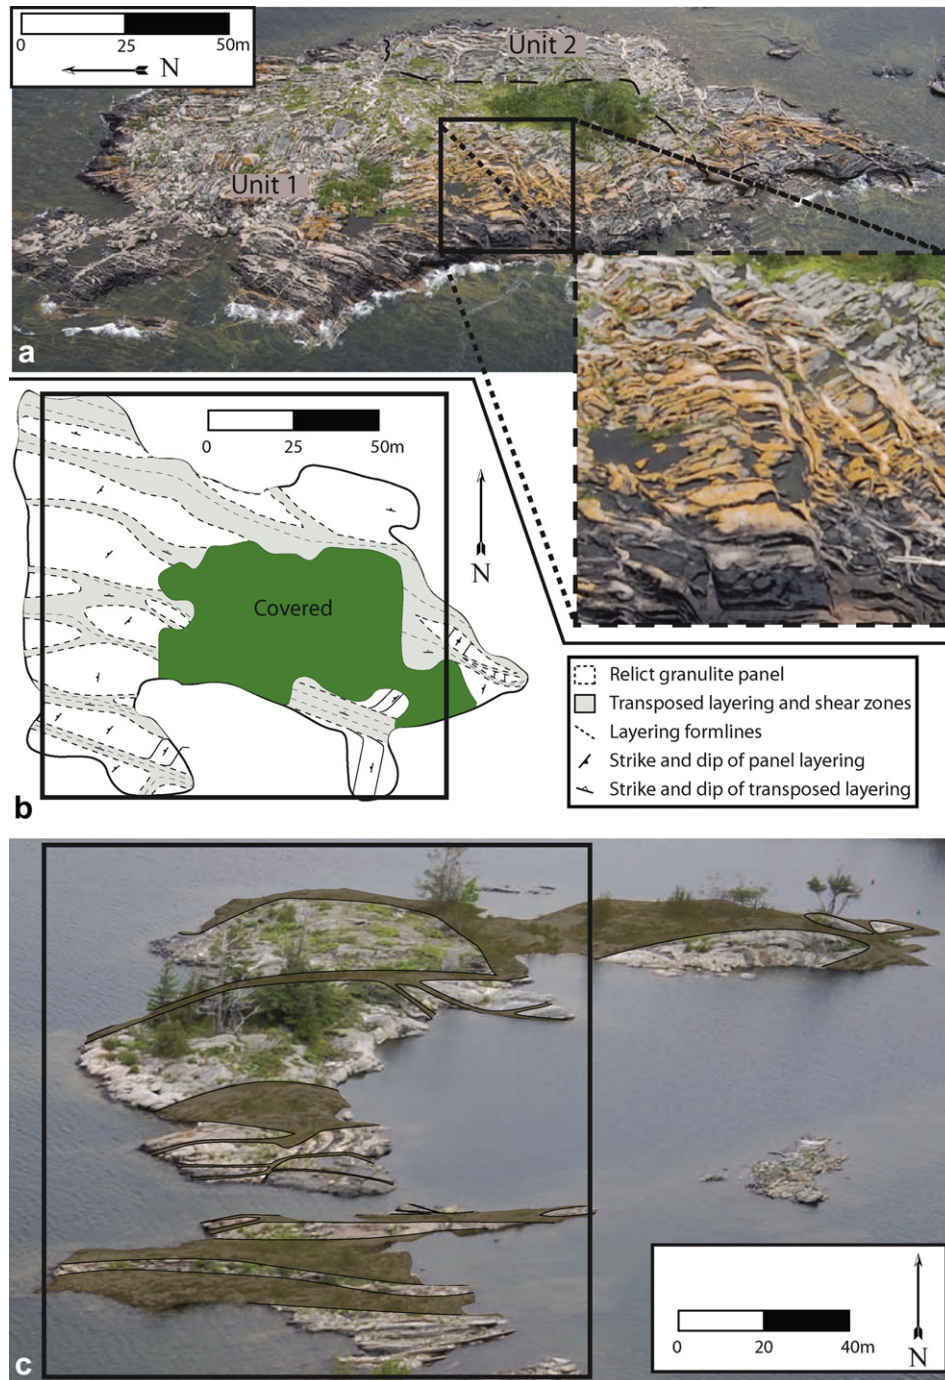 0 25 50m
N
Unit 2
Unit 1
a
0 25 50m
N
Covered
Relict granulite panel
Transposed layering and shear zones
Layering formlines
Strike and dip of panel layering
Strike and dip of transposed layering
b
0 20 40m
N
c